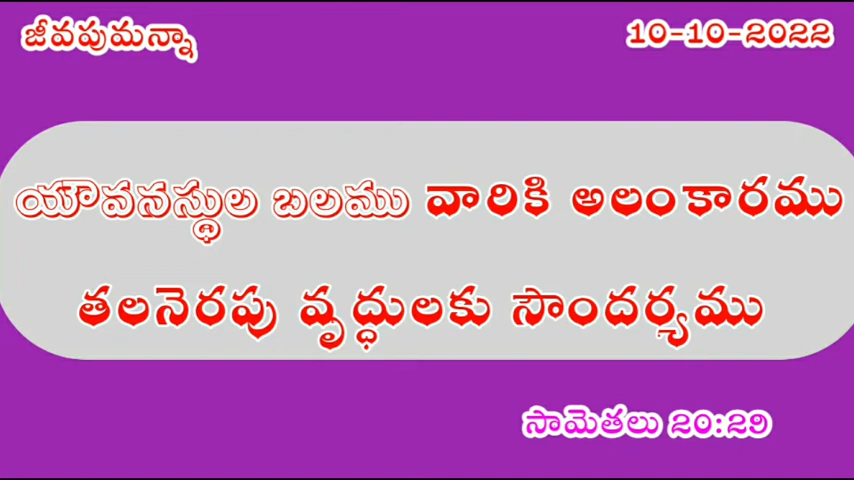 జీవపుమన్నా
10-10-2022
యౌవనస్థుల బలము వారికి అలంకారము
తలనెరపు వృద్ధులకు సౌందర్యము
సామెతలు 20:29